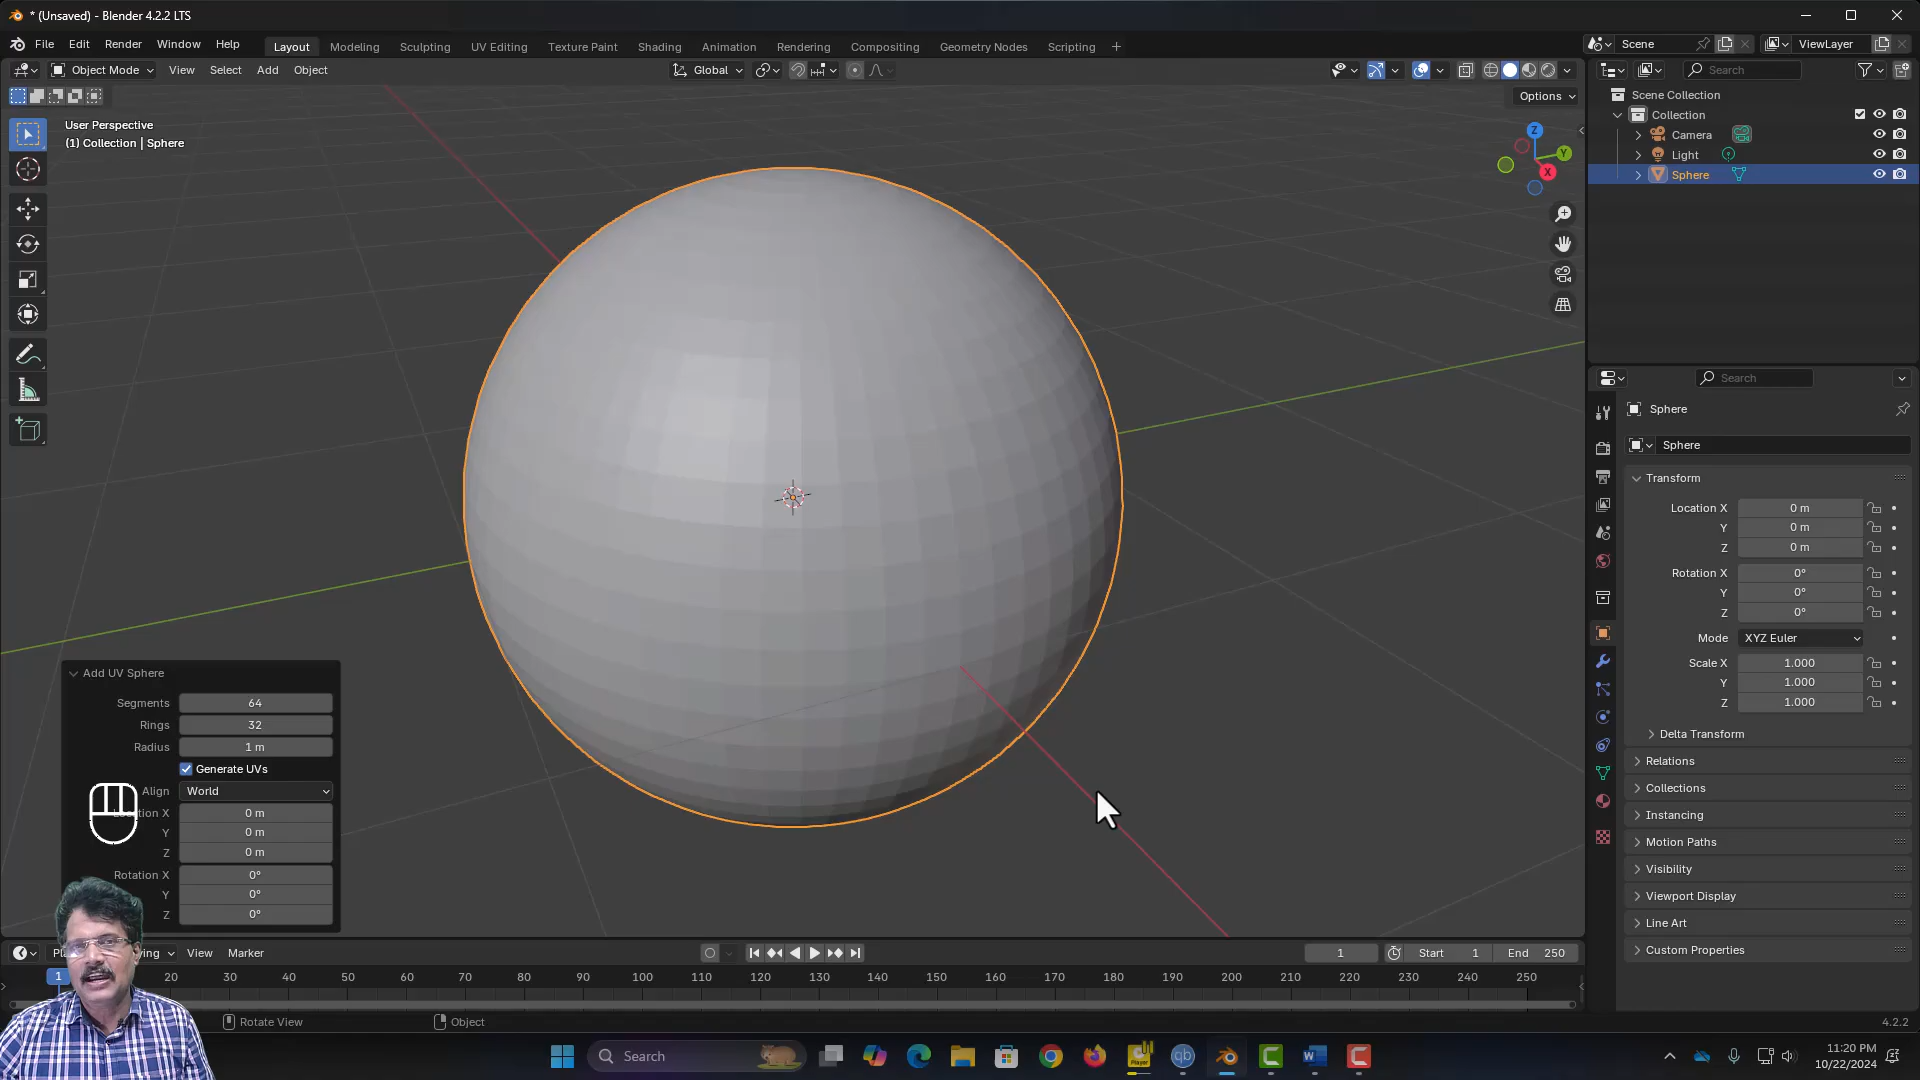 * (Unsaved) - Blender 4.2.2 LTS
File Edit Render Window Help Layout Modeling Sculpting UV Editing Texture Paint Shading Animation Rendering Compositing Geometry Nodes Scripting + Scene ViewLayer
Object Mode View Select Add Object Global Search
Options
User Perspective
(1) Collection | Sphere
Z
Y
X
Scene Collection
Collection
Camera
Light
Sphere
Search
Sphere
Sphere
Transform
Location X 0 m
Y 0 m
Z 0 m
Rotation X 0°
Y 0°
Z 0°
Mode XYZ Euler
Scale X 1.000
Y 1.000
Z 1.000
Delta Transform
Relations
Collections
Instancing
Motion Paths
Visibility
Viewport Display
Line Art
Custom Properties
Add UV Sphere
Segments 64
Rings 32
Radius 1 m
Generate UVs
Align World
X 0 m
Y 0 m
Z 0 m
Rotation X 0°
Y 0°
Z 0°
View Marker 1 Start 1 End 250
1 20 30 40 50 60 70 80 90 100 110 120 130 140 150 160 170 180 190 200 210 220 230 240 250
Rotate View Object 4.2.2
Search
11:20 PM
10/22/2024